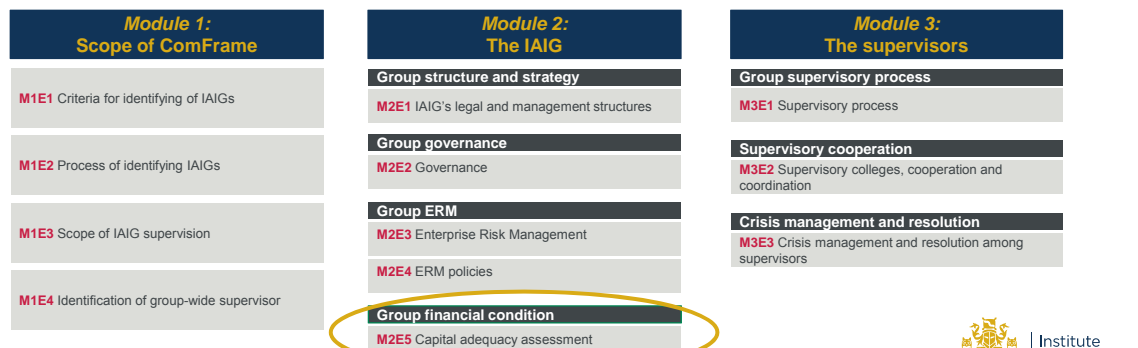 Module 1:
Scope of ComFrame
M1E1 Criteria for identifying of IAIGs
M1E2 Process of identifying IAIGs
M1E3 Scope of IAIG supervision
M1E4 Identification of group-wide supervisor
Module 2:
The IAIG
Group structure and strategy
M2E1 IAIG's legal and management structures
Group governance
M2E2 Governance
Group ERM
M2E3 Enterprise Risk Management
M2E4 ERM policies
Group financial condition
M2E5 Capital adequacy assessment
Module 3:
The supervisors
Group supervisory process
M3E1 Supervisory process
Supervisory cooperation
M3E2 Supervisory colleges, cooperation and
coordination
Crisis management and resolution
M3E3 Crisis management and resolution among
supervisors
Institute